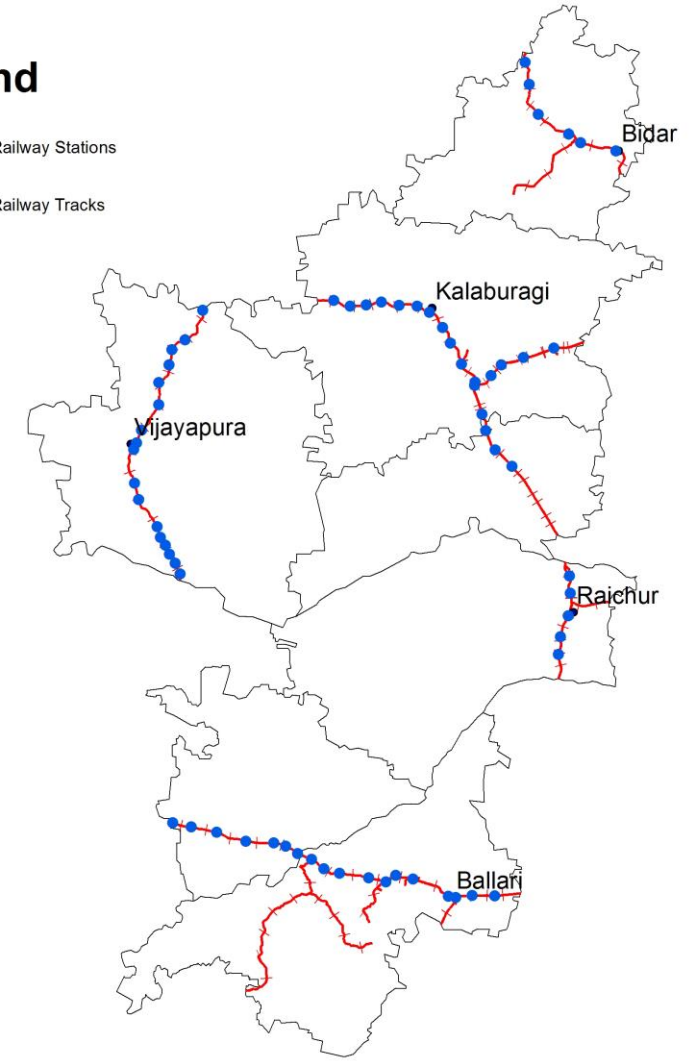 nd
Railway Stations
Railway Tracks
Bidar
Kalaburagi
Vijayapura
Raichur
Ballari